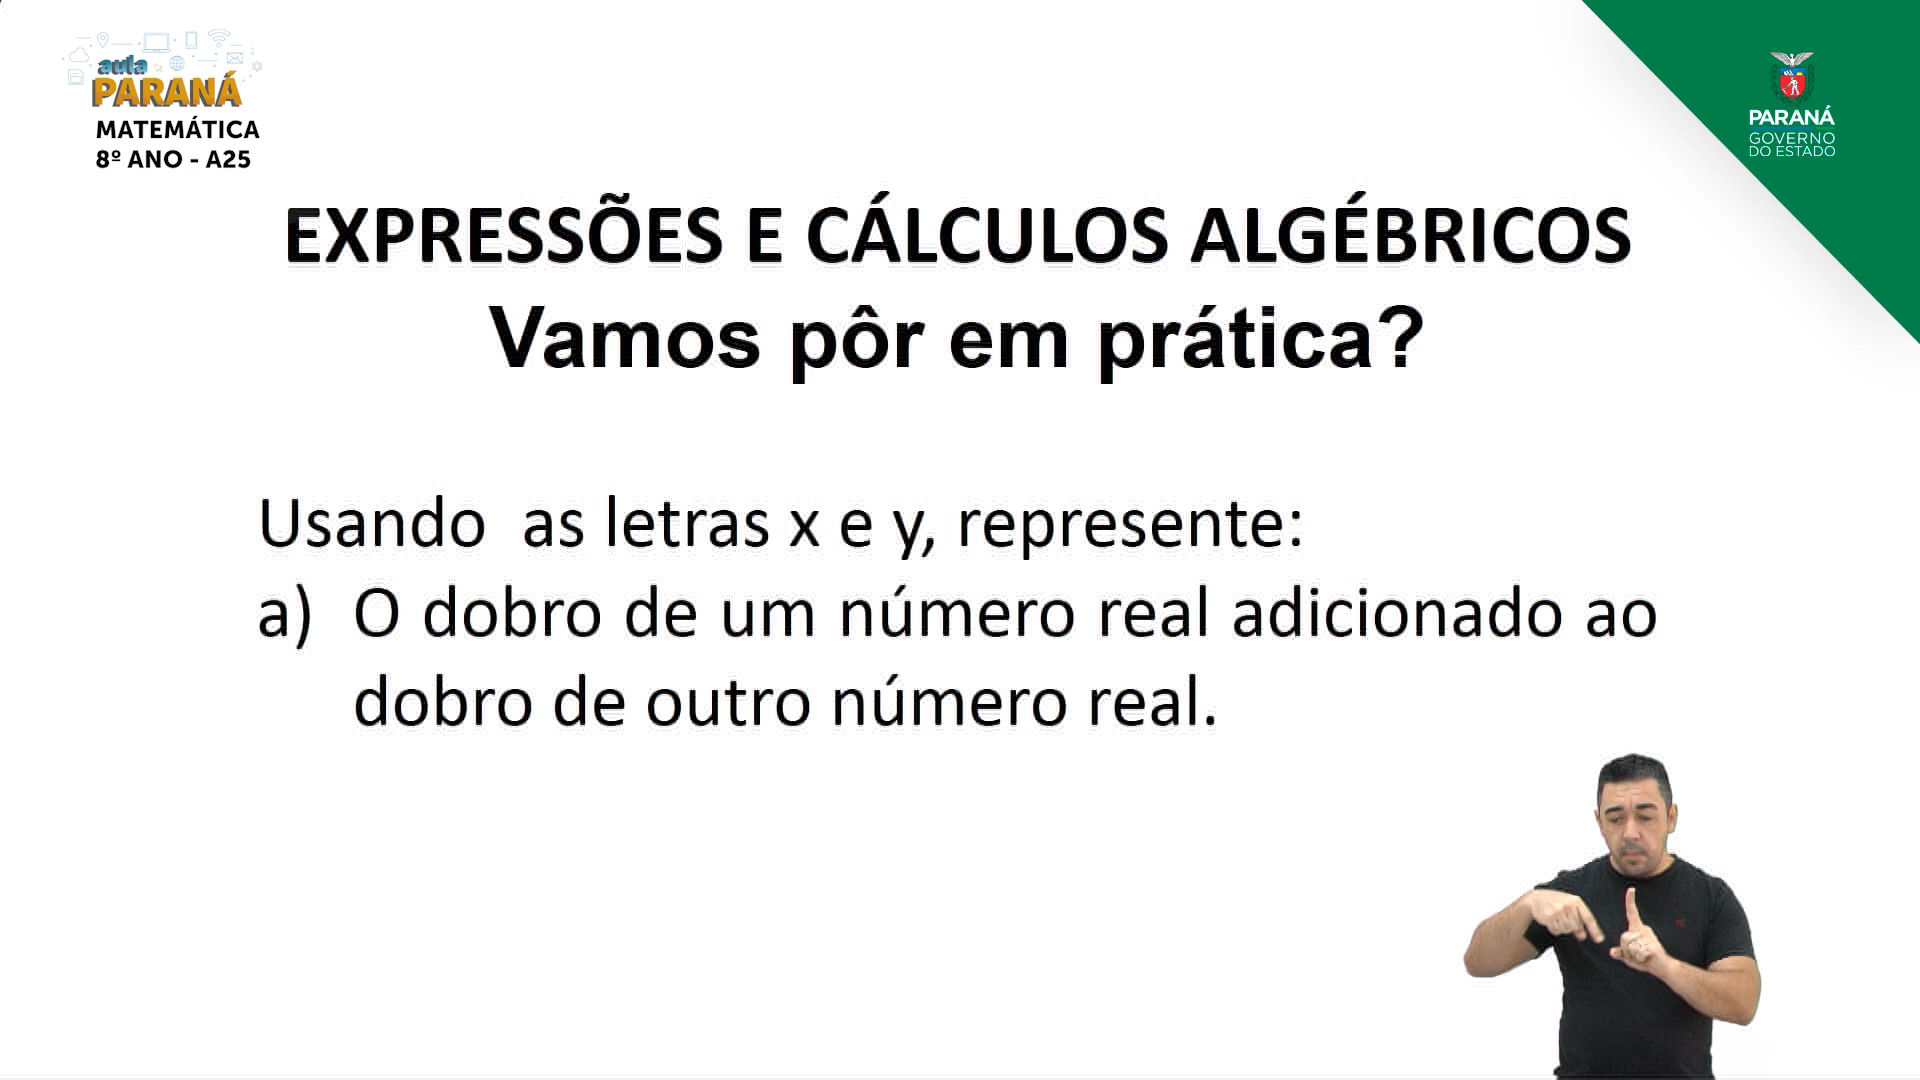 aula
PARANÁ
MATEMÁTICA
8º ANO - A25
PARANÁ
GOVERNO
DO ESTADO
EXPRESSÕES E CÁLCULOS ALGÉBRICOS
Vamos pôr em prática?
Usando as letras x e y, represente:
a) O dobro de um número real adicionado ao
dobro de outro número real.